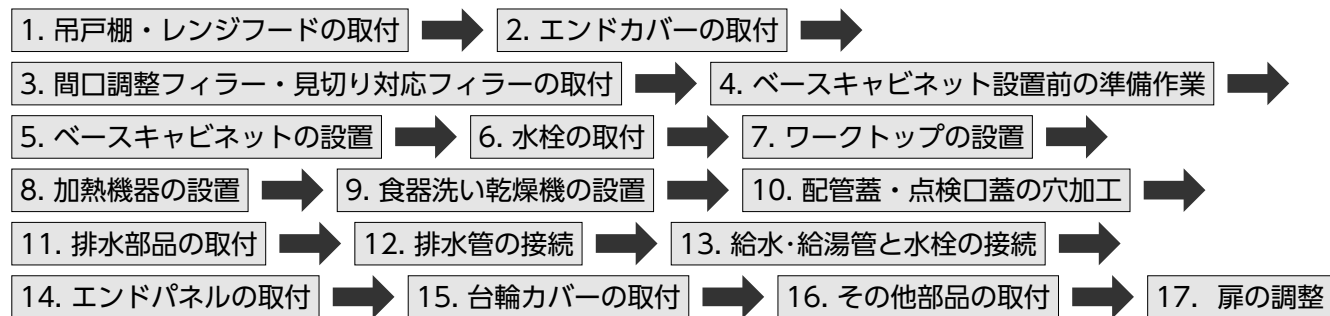 1. 吊戸棚・レンジフードの取付 2. エンドカバーの取付
3. 間口調整フィラー・見切り対応フィラーの取付 4. ベースキャビネット設置前の準備作業
5. ベースキャビネットの設置 6. 水栓の取付 7. ワークトップの設置
8. 加熱機器の設置 9. 食器洗い乾燥機の設置 10. 配管蓋・点検口蓋の穴加工
11. 排水部品の取付 12. 排水管の接続 13. 給水･給湯管と水栓の接続
14. エンドパネルの取付 15. 台輪カバーの取付 16. その他部品の取付 17. 扉の調整